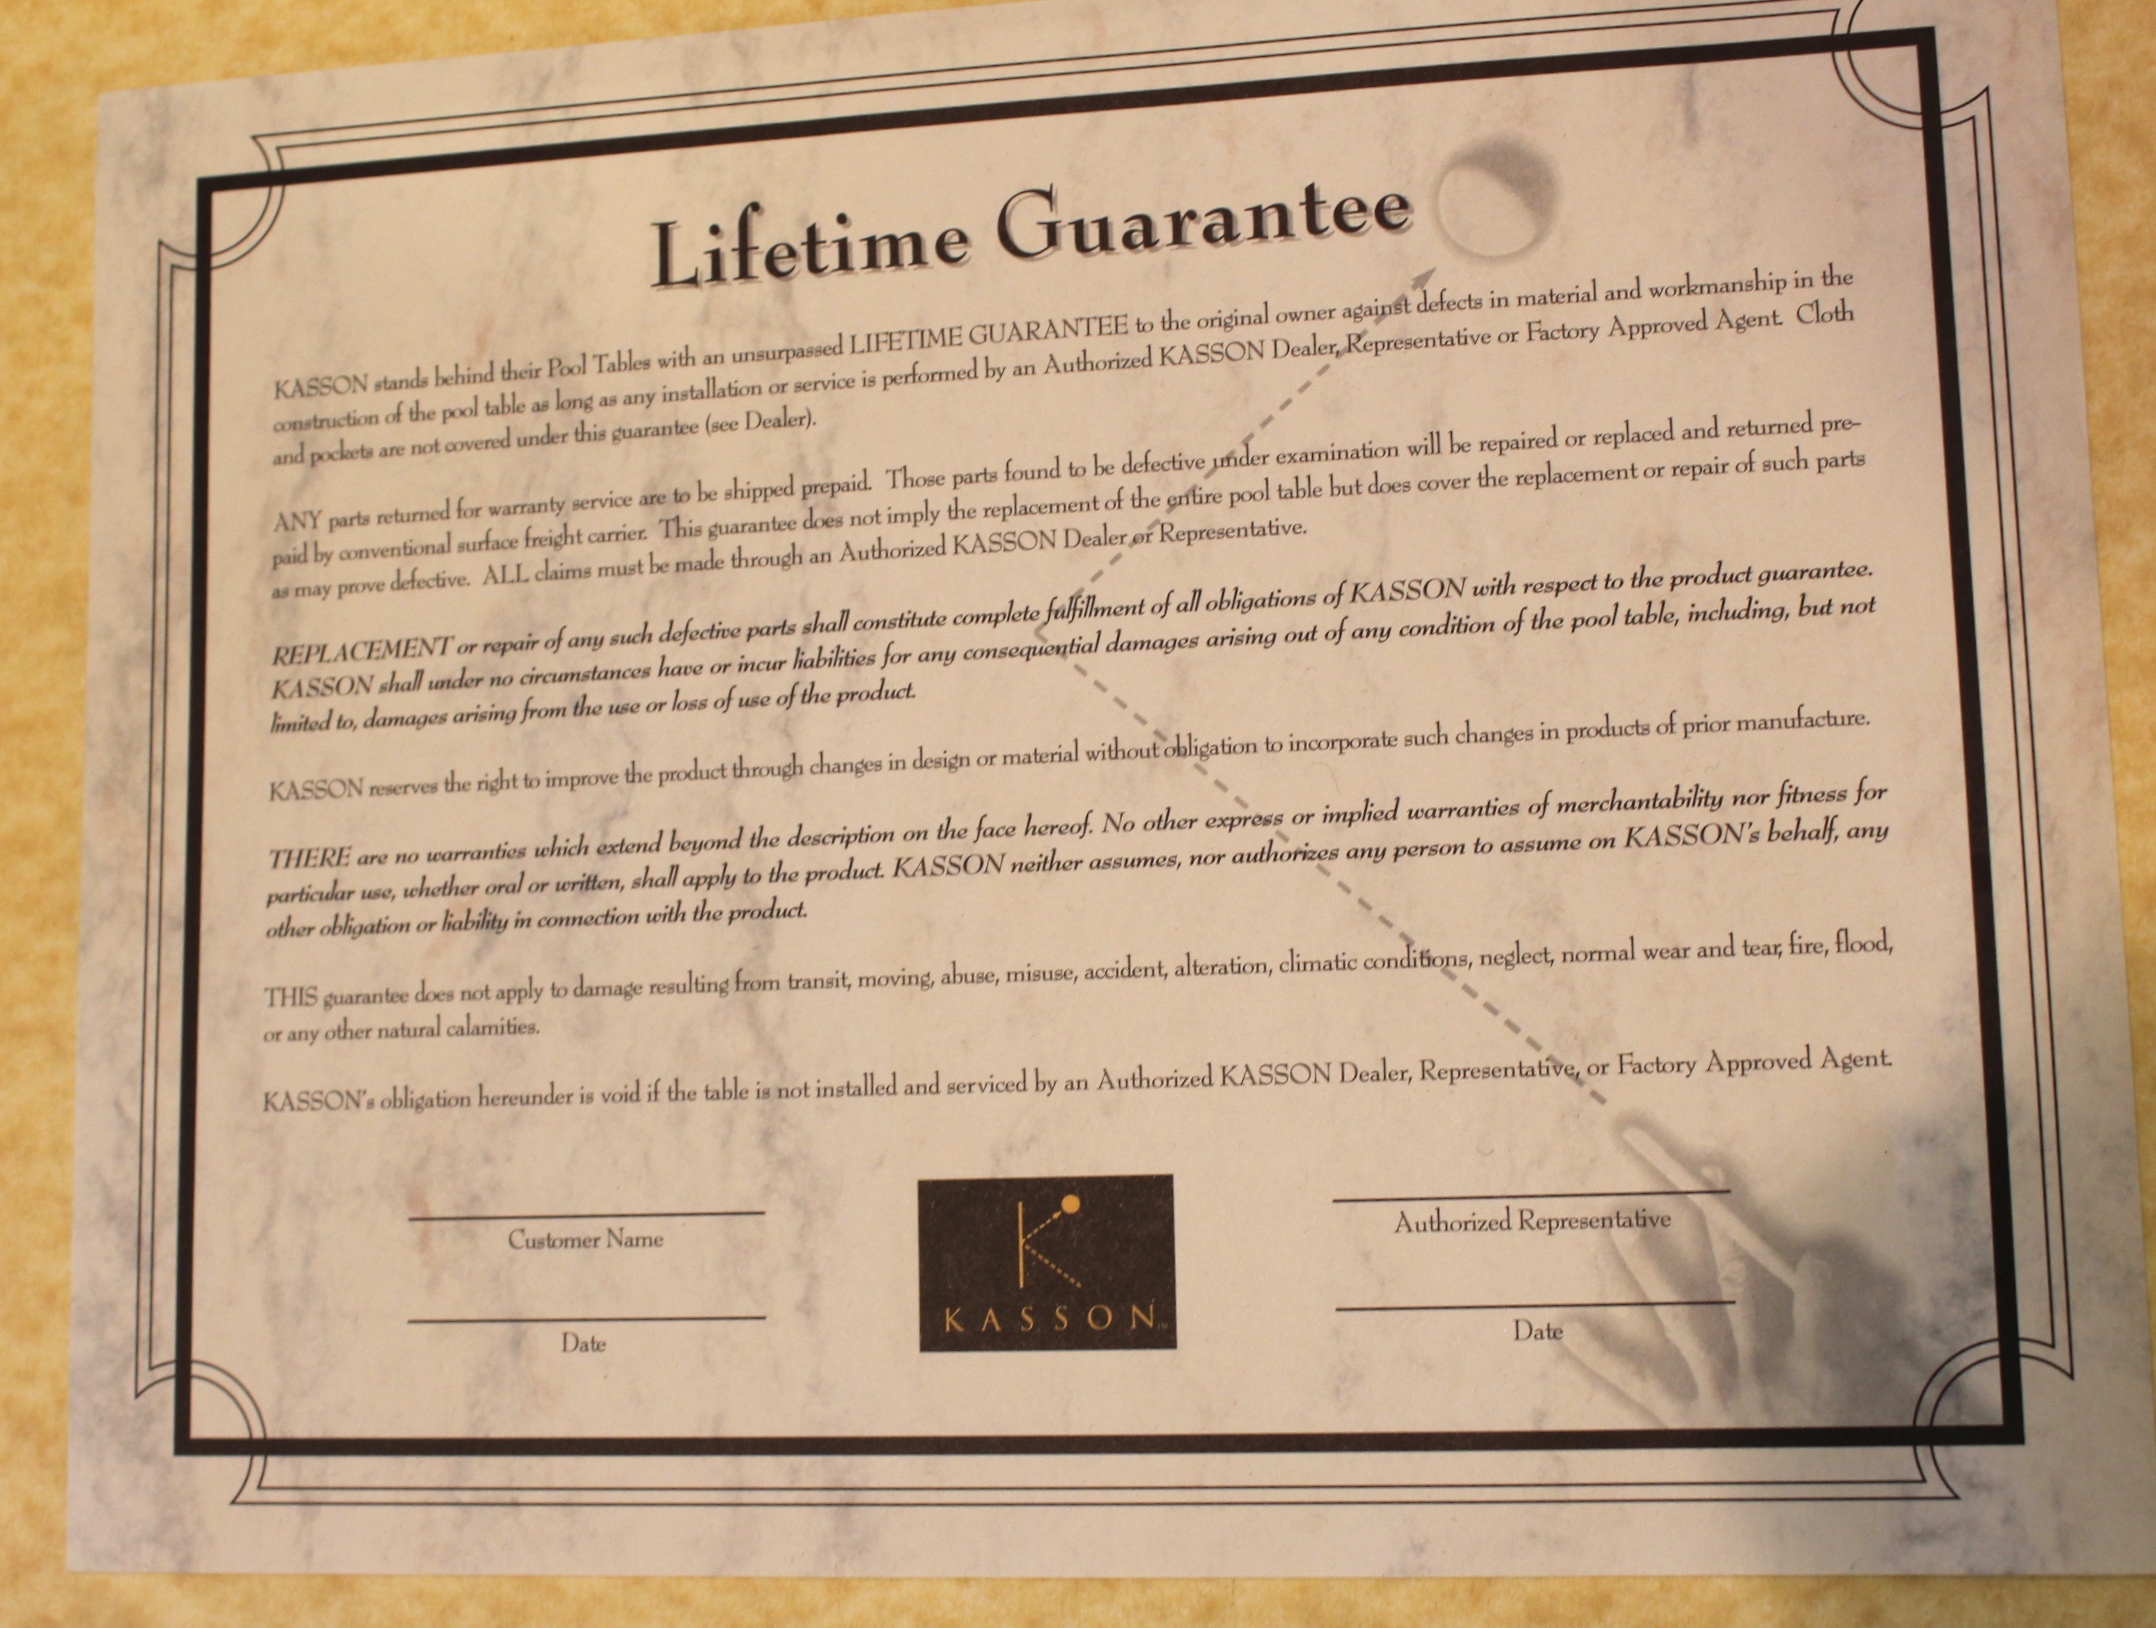 Lifetime Guarantee
KASSON stands behind their Pool Tables with an unsurpassed LIFETIME GUARANTEE to the original owner against defects in material and workmanship in the
construction of the pool table as long as any installation or service is performed by an Authorized KASSON Dealer, Representative or Factory Approved Agent. Cloth
and pockets are not covered under this guarantee (see Dealer).
ANY parts returned for warranty service are to be shipped prepaid. Those parts found to be defective under examination will be repaired or replaced and returned pre-
paid by conventional surface freight carrier. This guarantee does not imply the replacement of the entire pool table but does cover the replacement or repair of such parts
as may prove defective. ALL claims must be made through an Authorized KASSON Dealer or Representative.
REPLACEMENT or repair of any such defective parts shall constitute complete fulfillment of all obligations of KASSON with respect to the product guarantee.
KASSON shall under no circumstances have or incur liabilities for any consequential damages arising out of any condition of the pool table, including, but not
limited to, damages arising from the use or loss of use of the product.
KASSON reserves the right to improve the product through changes in design or material without obligation to incorporate such changes in products of prior manufacture.
THERE are no warranties which extend beyond the description on the face hereof. No other express or implied warranties of merchantability nor fitness for
particular use, whether oral or written, shall apply to the product. KASSON neither assumes, nor authorizes any person to assume on KASSON's behalf, any
other obligation or liability in connection with the product.
THIS guarantee does not apply to damage resulting from transit, moving, abuse, misuse, accident, alteration, climatic conditions, neglect, normal wear and tear, fire, flood,
or any other natural calamities.
KASSON's obligation hereunder is void if the table is not installed and serviced by an Authorized KASSON Dealer, Representative, or Factory Approved Agent.
Customer Name
Date
KASSON™
Authorized Representative
Date